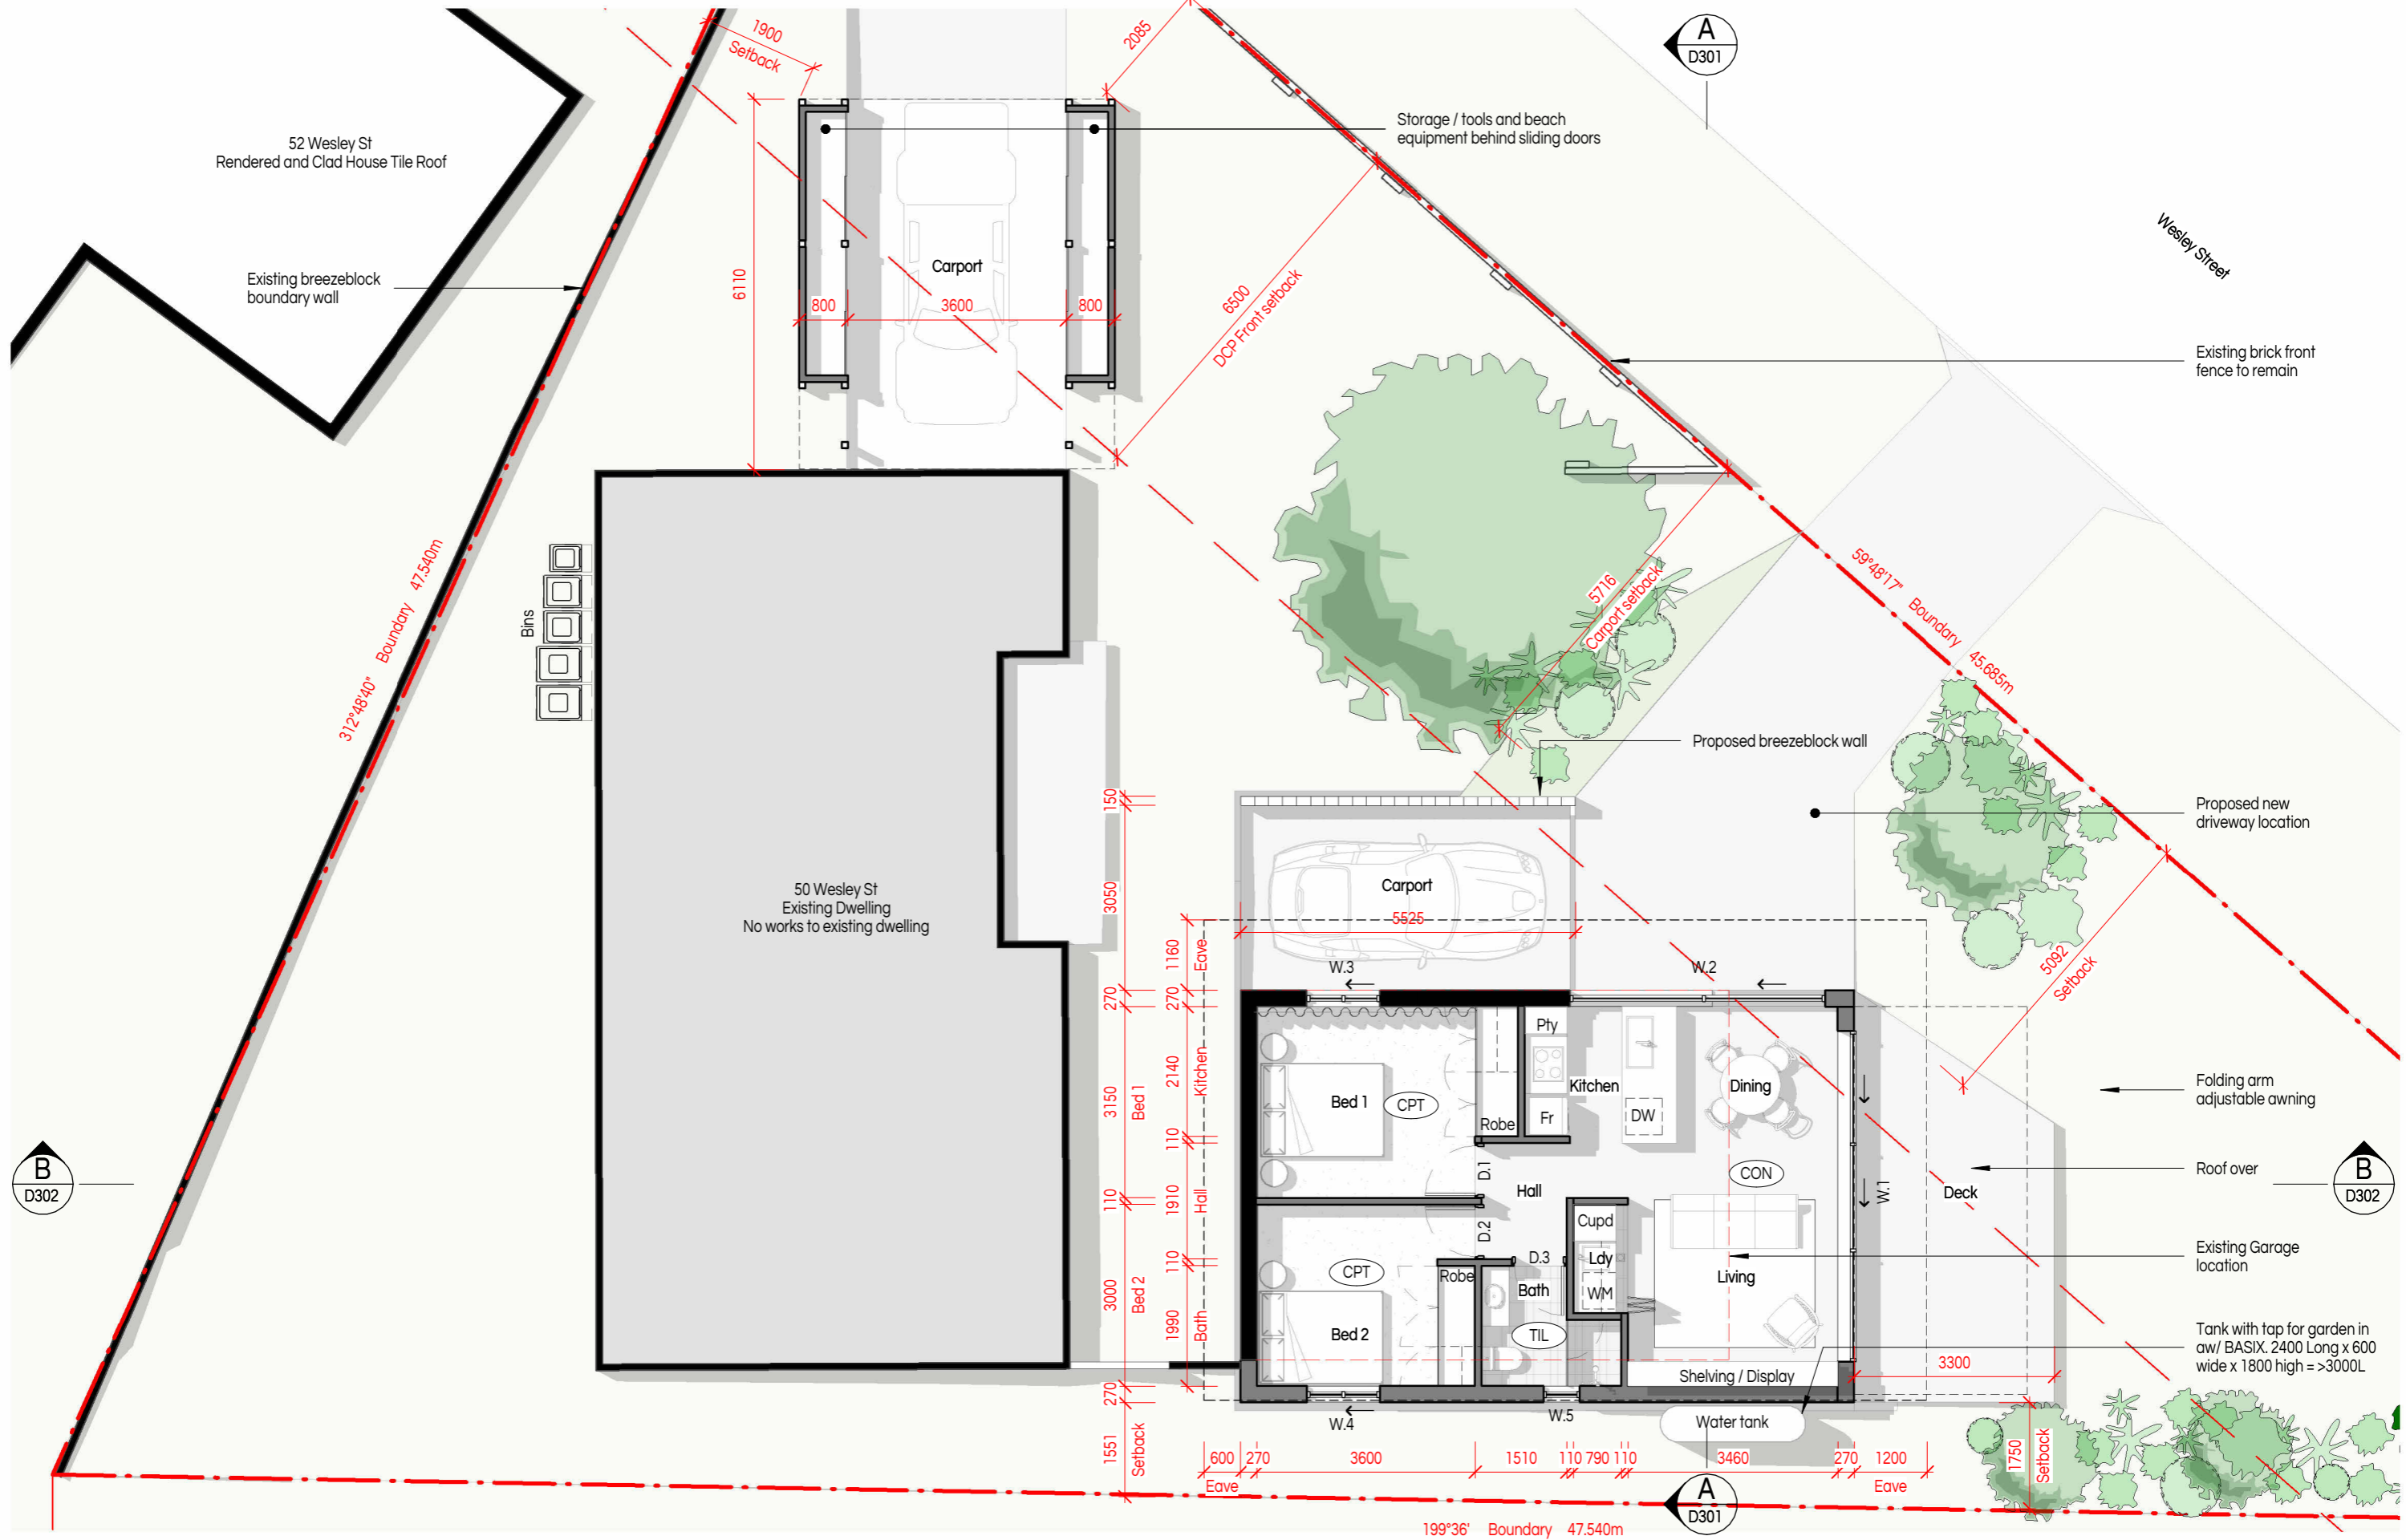 1900
Setback
2085
A
D301
52 Wesley St
Rendered and Clad House Tile Roof
Storage / tools and beach
equipment behind sliding doors
Wesley Street
Existing breezeblock
boundary wall
Carport
6110
800
3600
800
6500
DCP Front setback
Existing brick front
fence to remain
312°48'40" Boundary 47.540m
Bins
5716
Carport setback
59°48'17" Boundary 45.685m
Proposed breezeblock wall
Proposed new
driveway location
50 Wesley St
Existing Dwelling
No works to existing dwelling
150
3050
270
3150
Bed 1
110
3000
Bed 2
270
1551
Setback
1160
Eave
270
2140
Kitchen
110
1910
Hall
110
1990
Bath
Carport
5525
W.3
W.2
5092
Setback
Pty
Kitchen
Dining
Bed 1
CPT
Robe
Fr
DW
Folding arm
adjustable awning
B
D302
D.1
Hall
CON
W.1
Deck
Roof over
B
D302
D.2
Cupd
D.3
Ldy
CPT
Robe
Bath
WM
Living
Existing Garage
location
Bed 2
TIL
Tank with tap for garden in
aw/ BASIX. 2400 Long x 600
wide x 1800 high = >3000L
Shelving / Display
3300
W.4
W.5
Water tank
600
270
3600
1510
110
790
110
3460
270
1200
Eave
Eave
1750
Setback
A
D301
199°36' Boundary 47.540m